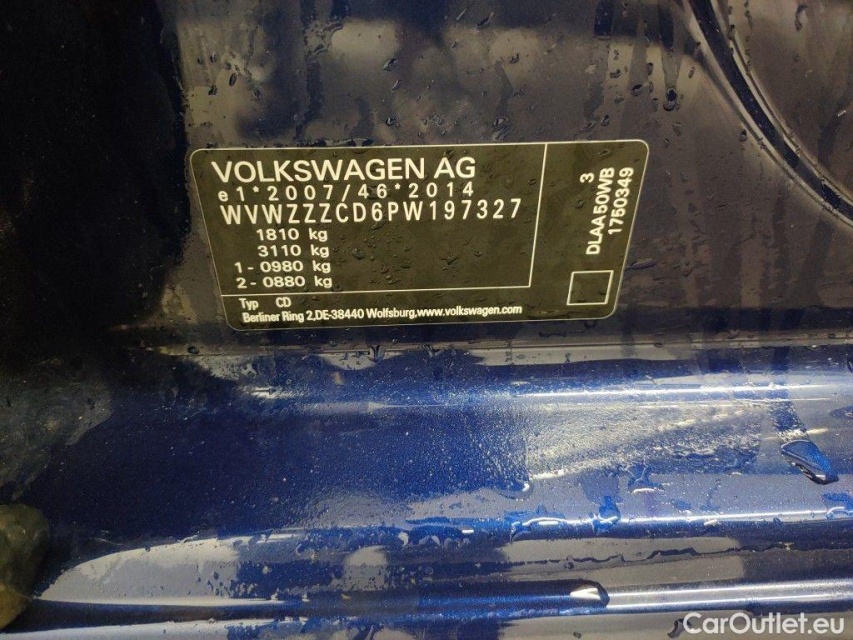 VOLKSWAGEN AG
e1*2007/46*2014
WVWZZZCD6PW197327
1810 kg
3110 kg
1 - 0980 kg
2 - 0880 kg
Typ CD
Berliner Ring 2,DE-38440 Wolfsburg.www.volkswagen.com
3
DLAA50WB
1750349
CarOutlet.eu